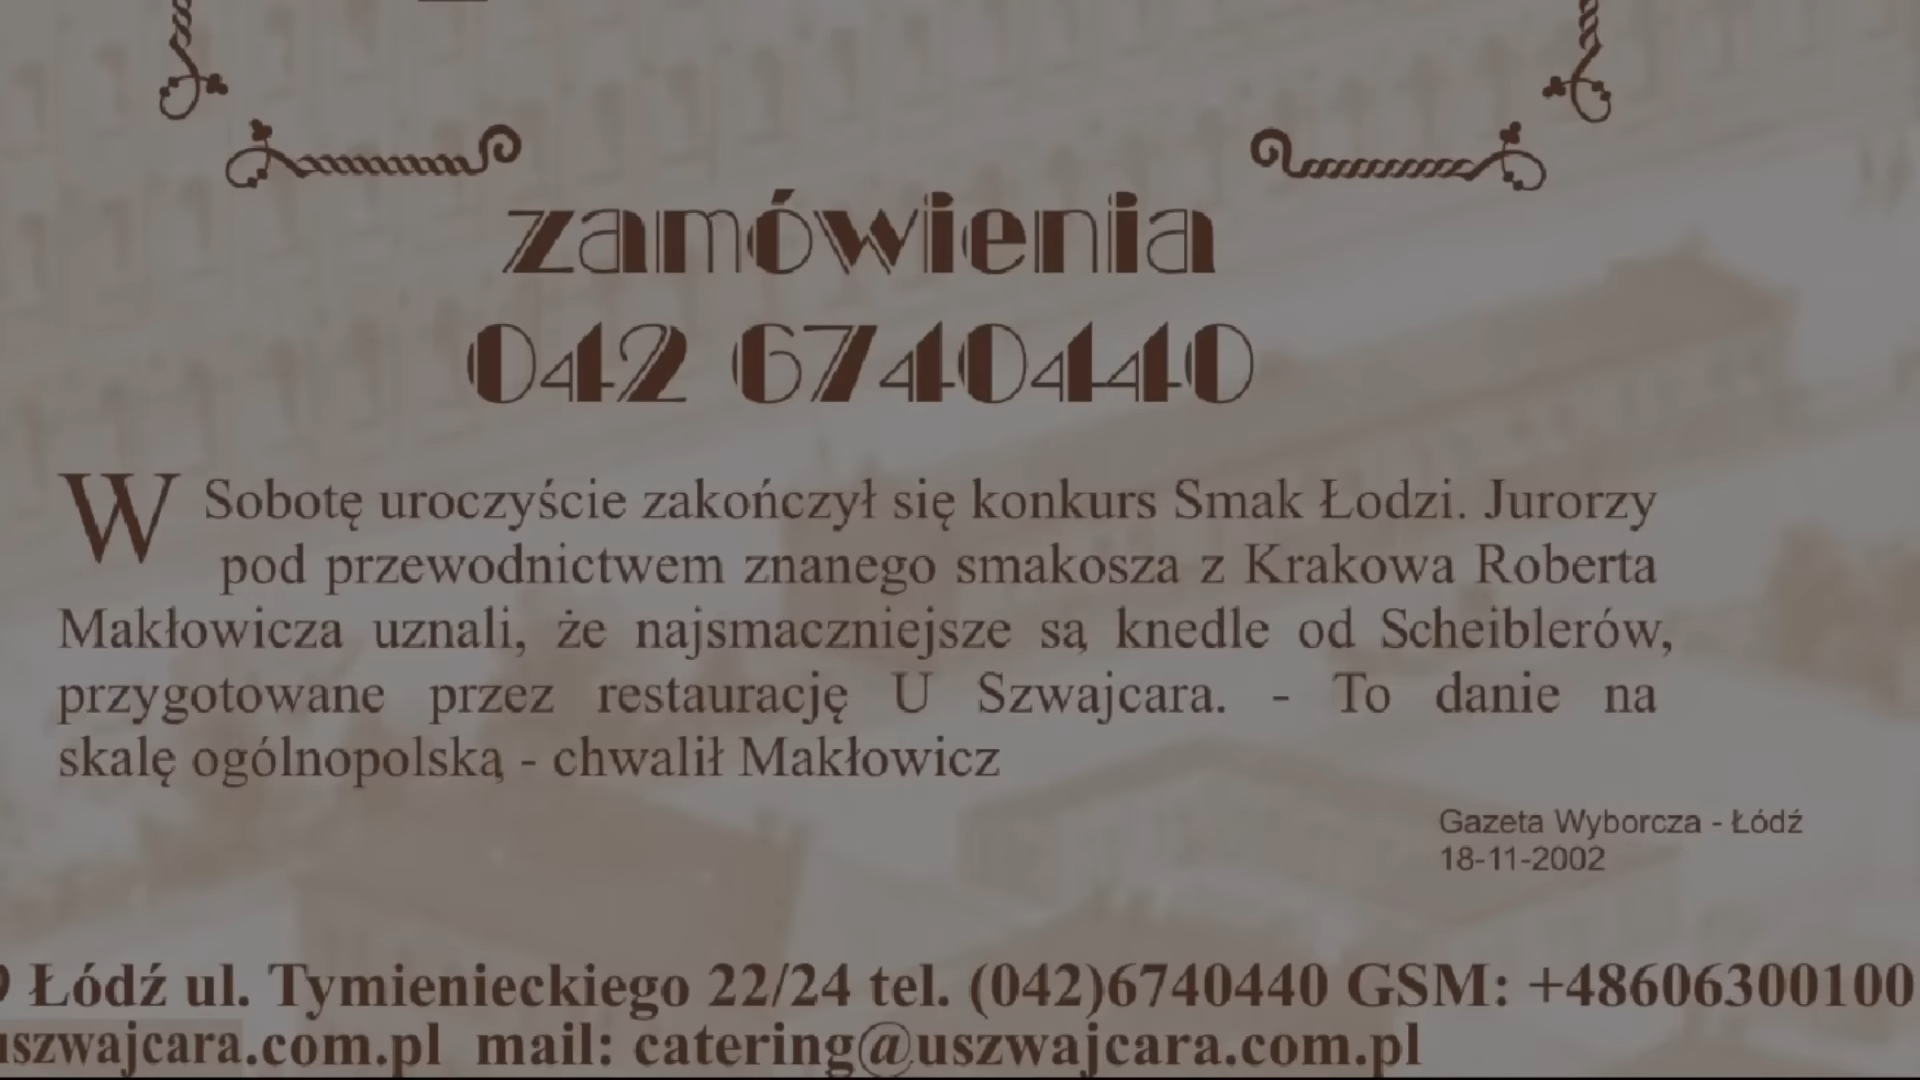 zamówienia
042 6740440
W Sobotę uroczyście zakończył się konkurs Smak Łodzi. Jurorzy
pod przewodnictwem znanego smakosza z Krakowa Roberta
Makłowicza uznali, że najsmaczniejsze są knedle od Scheiblerów,
przygotowane przez restaurację U Szwajcara. - To danie na
skalę ogólnopolską - chwalił Makłowicz
Gazeta Wyborcza - Łódź
18-11-2002
Łódź ul. Tymienieckiego 22/24 tel. (042)6740440 GSM: +48606300100
uszwajcara.com.pl mail: catering@uszwajcara.com.pl